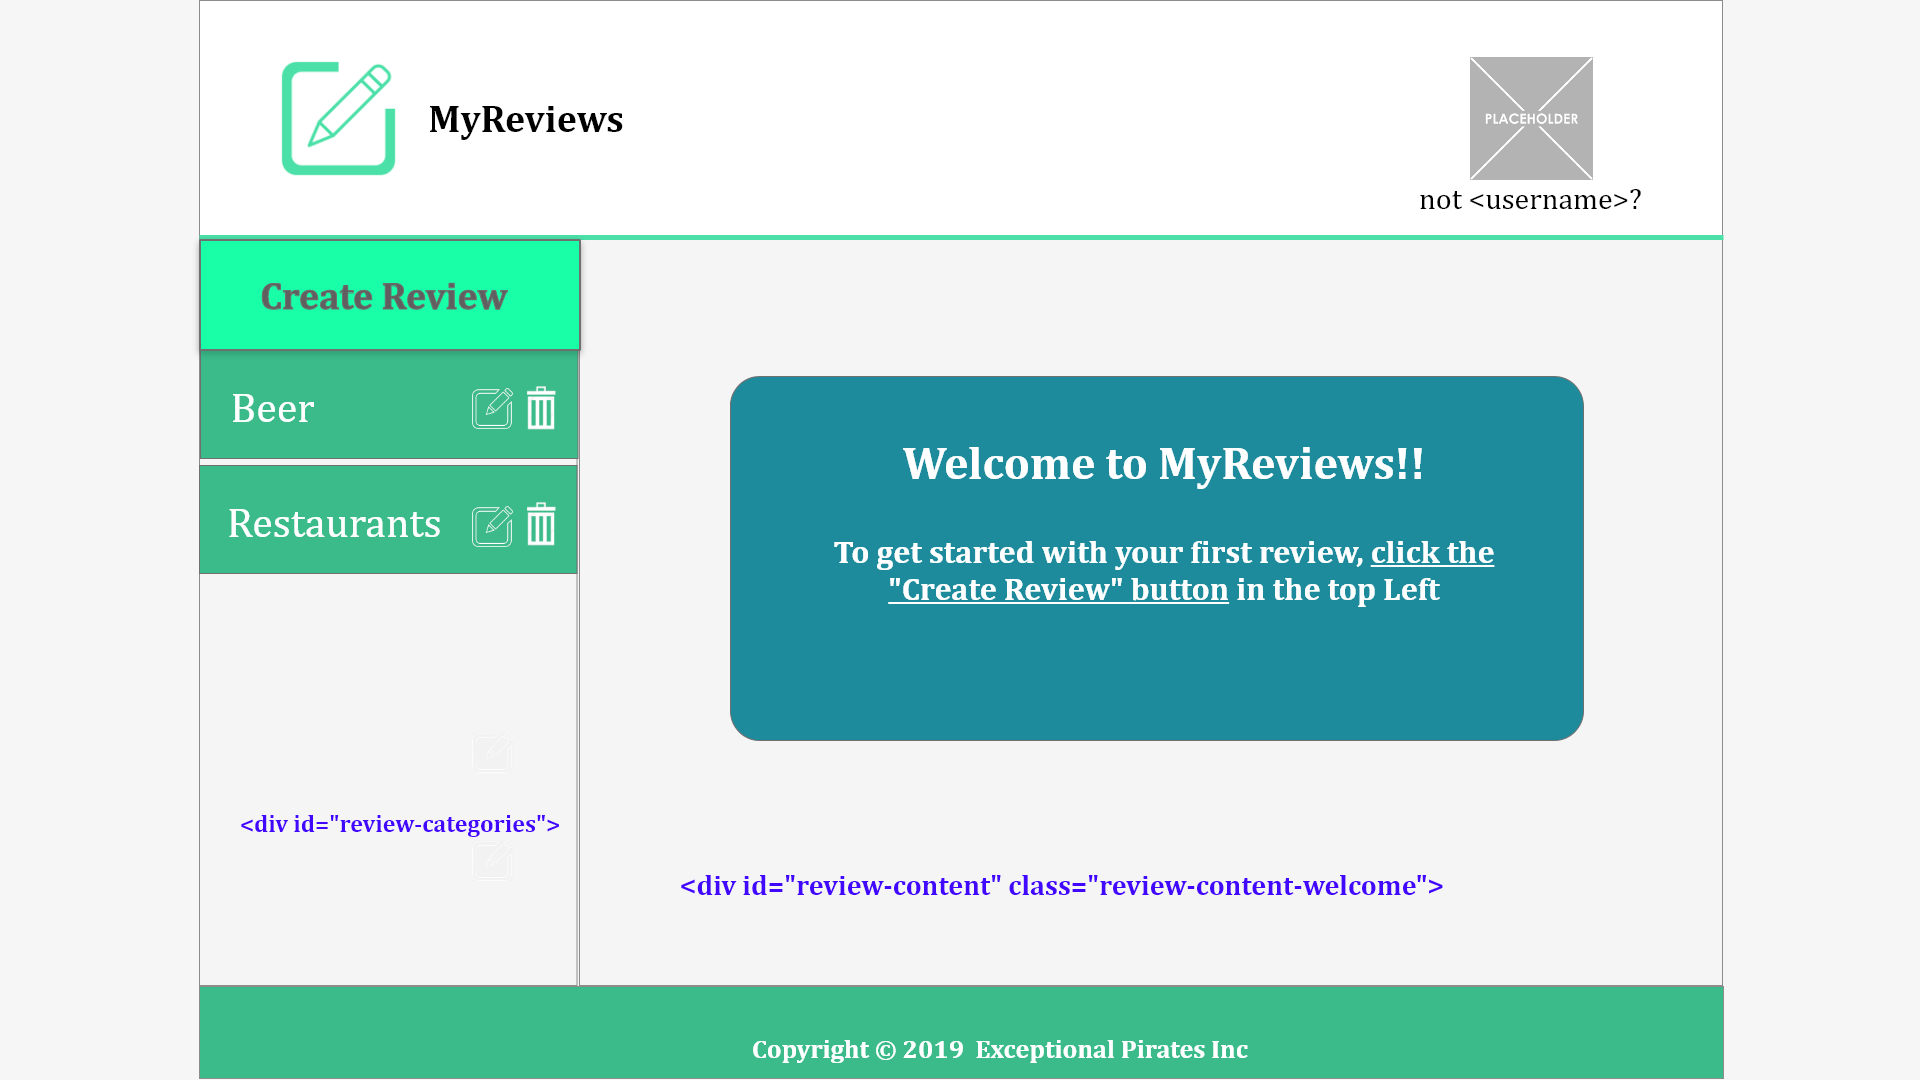 MyReviews
PLACEHOLDER
not <username>?
Create Review
Beer
Restaurants
Welcome to MyReviews!!
To get started with your first review, click the
"Create Review" button in the top Left
<div id="review-categories">
<div id="review-content" class="review-content-welcome">
Copyright © 2019  Exceptional Pirates Inc